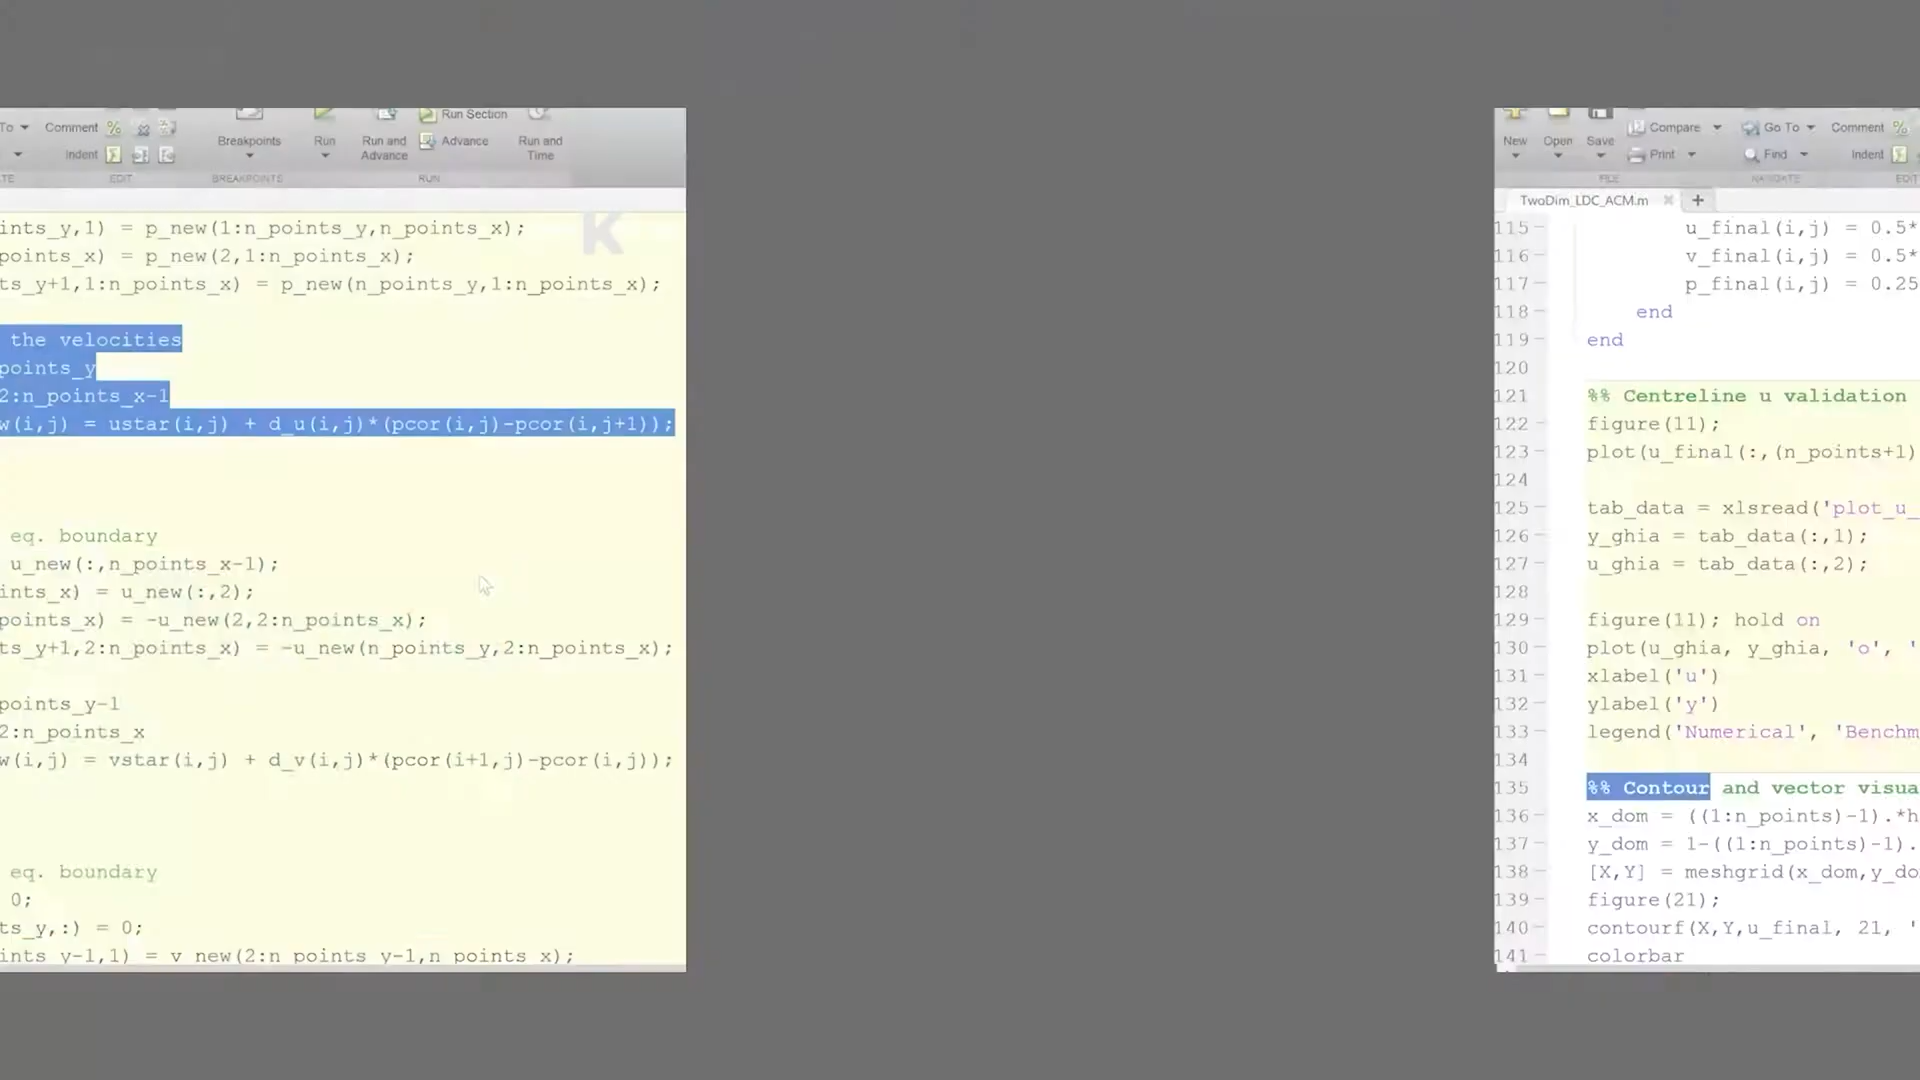 To Comment Run Section
Indent Breakpoints Run Run and Advance Advance Run and Time
EDIT BREAKPOINTS RUN
K
ints_y,1) = p_new(1:n_points_y,n_points_x);
points_x) = p_new(2,1:n_points_x);
ts_y+1,1:n_points_x) = p_new(n_points_y,1:n_points_x);
the velocities
points_y
2:n_points_x-1
w(i,j) = ustar(i,j) + d_u(i,j)*(pcor(i,j)-pcor(i,j+1));
eq. boundary
u_new(:,n_points_x-1);
ints_x) = u_new(:,2);
points_x) = -u_new(2,2:n_points_x);
ts_y+1,2:n_points_x) = -u_new(n_points_y,2:n_points_x);
points_y-1
2:n_points_x
w(i,j) = vstar(i,j) + d_v(i,j)*(pcor(i+1,j)-pcor(i,j));
eq. boundary
0;
ts_y,:) = 0;
ints_y-1,1) = v_new(2:n_points_y-1,n_points_x);
New Open Save Compare Go To Comment
Print Find Indent
FILE NAVIGATE EDIT
TwoDim_LDC_ACM.m
115 u_final(i,j) = 0.5*
116 v_final(i,j) = 0.5*
117 p_final(i,j) = 0.25
118 end
119 end
120
121 %% Centreline u validation
122 figure(11);
123 plot(u_final(:,(n_points+1)
124
125 tab_data = xlsread('plot_u_
126 y_ghia = tab_data(:,1);
127 u_ghia = tab_data(:,2);
128
129 figure(11); hold on
130 plot(u_ghia, y_ghia, 'o', '
131 xlabel('u')
132 ylabel('y')
133 legend('Numerical', 'Benchm
134
135 %% Contour and vector visua
136 x_dom = ((1:n_points)-1).*h
137 y_dom = 1-((1:n_points)-1).
138 [X,Y] = meshgrid(x_dom,y_do
139 figure(21);
140 contourf(X,Y,u_final, 21, '
141 colorbar